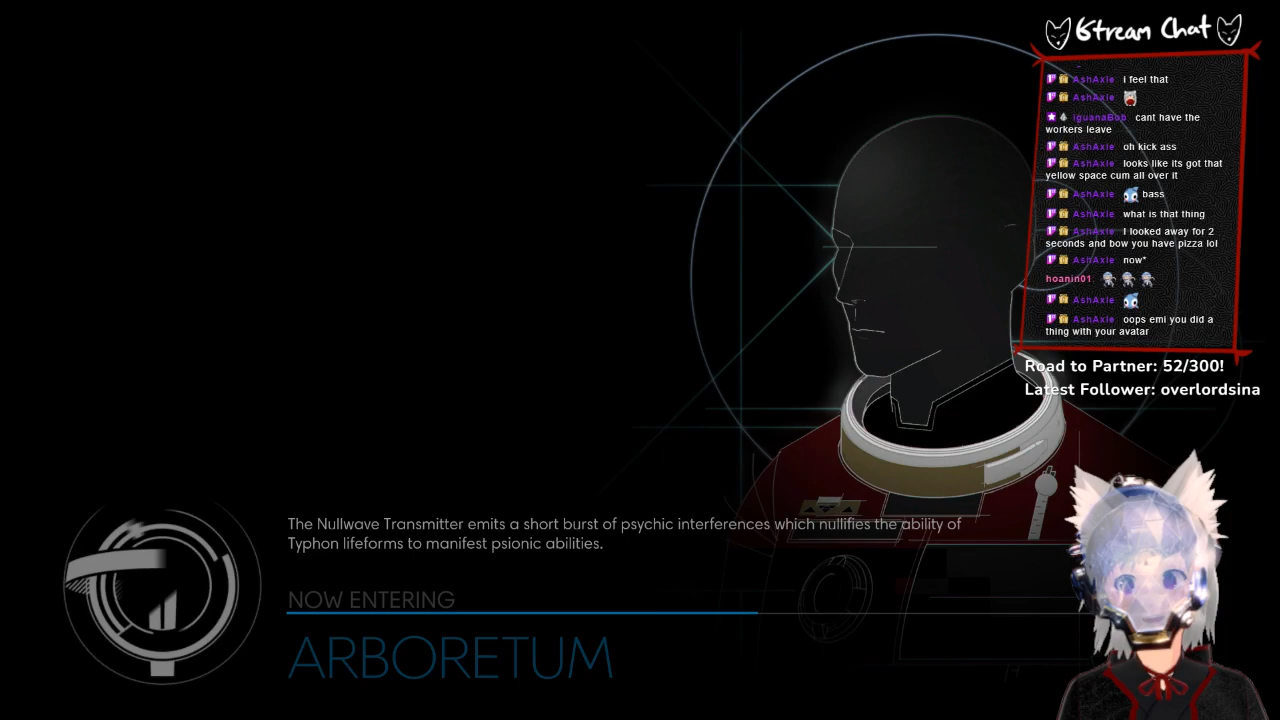 Stream Chat
AshAxle i feel that
AshAxle
iguanaBob cant have the
workers leave
AshAxle oh kick ass
AshAxle looks like its got that
yellow space cum all over it
AshAxle bass
AshAxle what is that thing
AshAxle I looked away for 2
seconds and bow you have pizza lol
AshAxle now*
hoanin01
AshAxle
AshAxle oops emi you did a
thing with your avatar
Road to Partner: 52/300!
Latest Follower: overlordsina
The Nullwave Transmitter emits a short burst of psychic interferences which nullifies the ability of
Typhon lifeforms to manifest psionic abilities.
NOW ENTERING
ARBORETUM